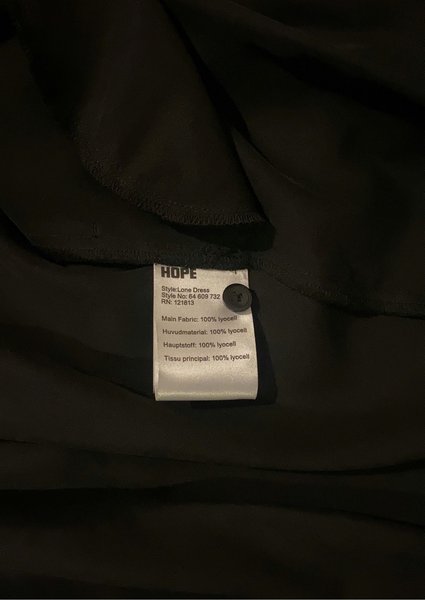 HOPE
Style:Lone Dress
Style No: 64 609 732
RN: 121813
Main Fabric: 100% lyocell
Huvudmaterial: 100% lyocell
Hauptstoff: 100% lyocell
Tissu principal: 100% lyocell